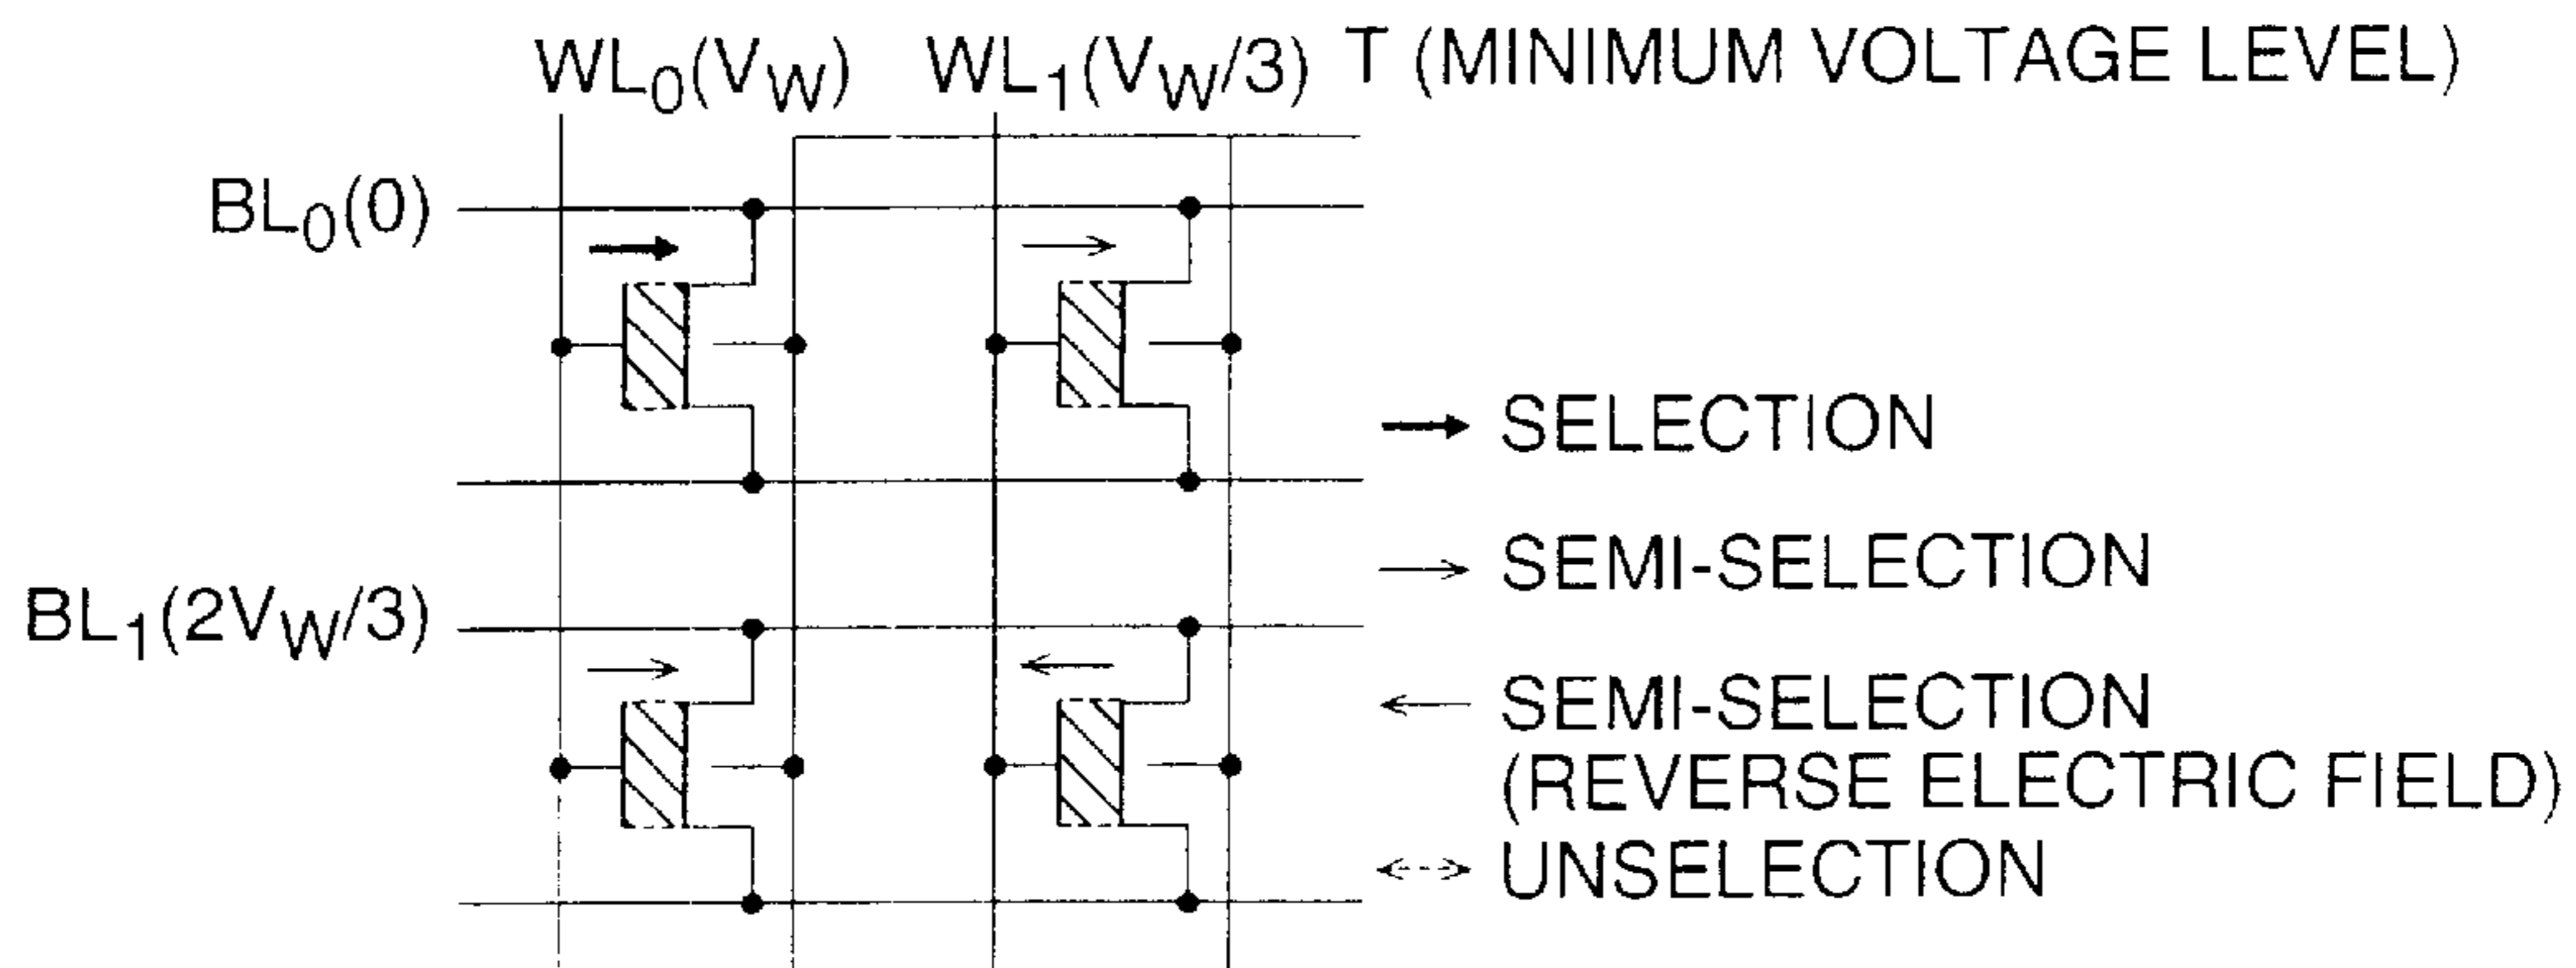 WL0(VW) WL1(VW/3) T (MINIMUM VOLTAGE LEVEL)
BL0(0)
SELECTION
SEMI-SELECTION
BL1(2VW/3)
SEMI-SELECTION
(REVERSE ELECTRIC FIELD)
UNSELECTION